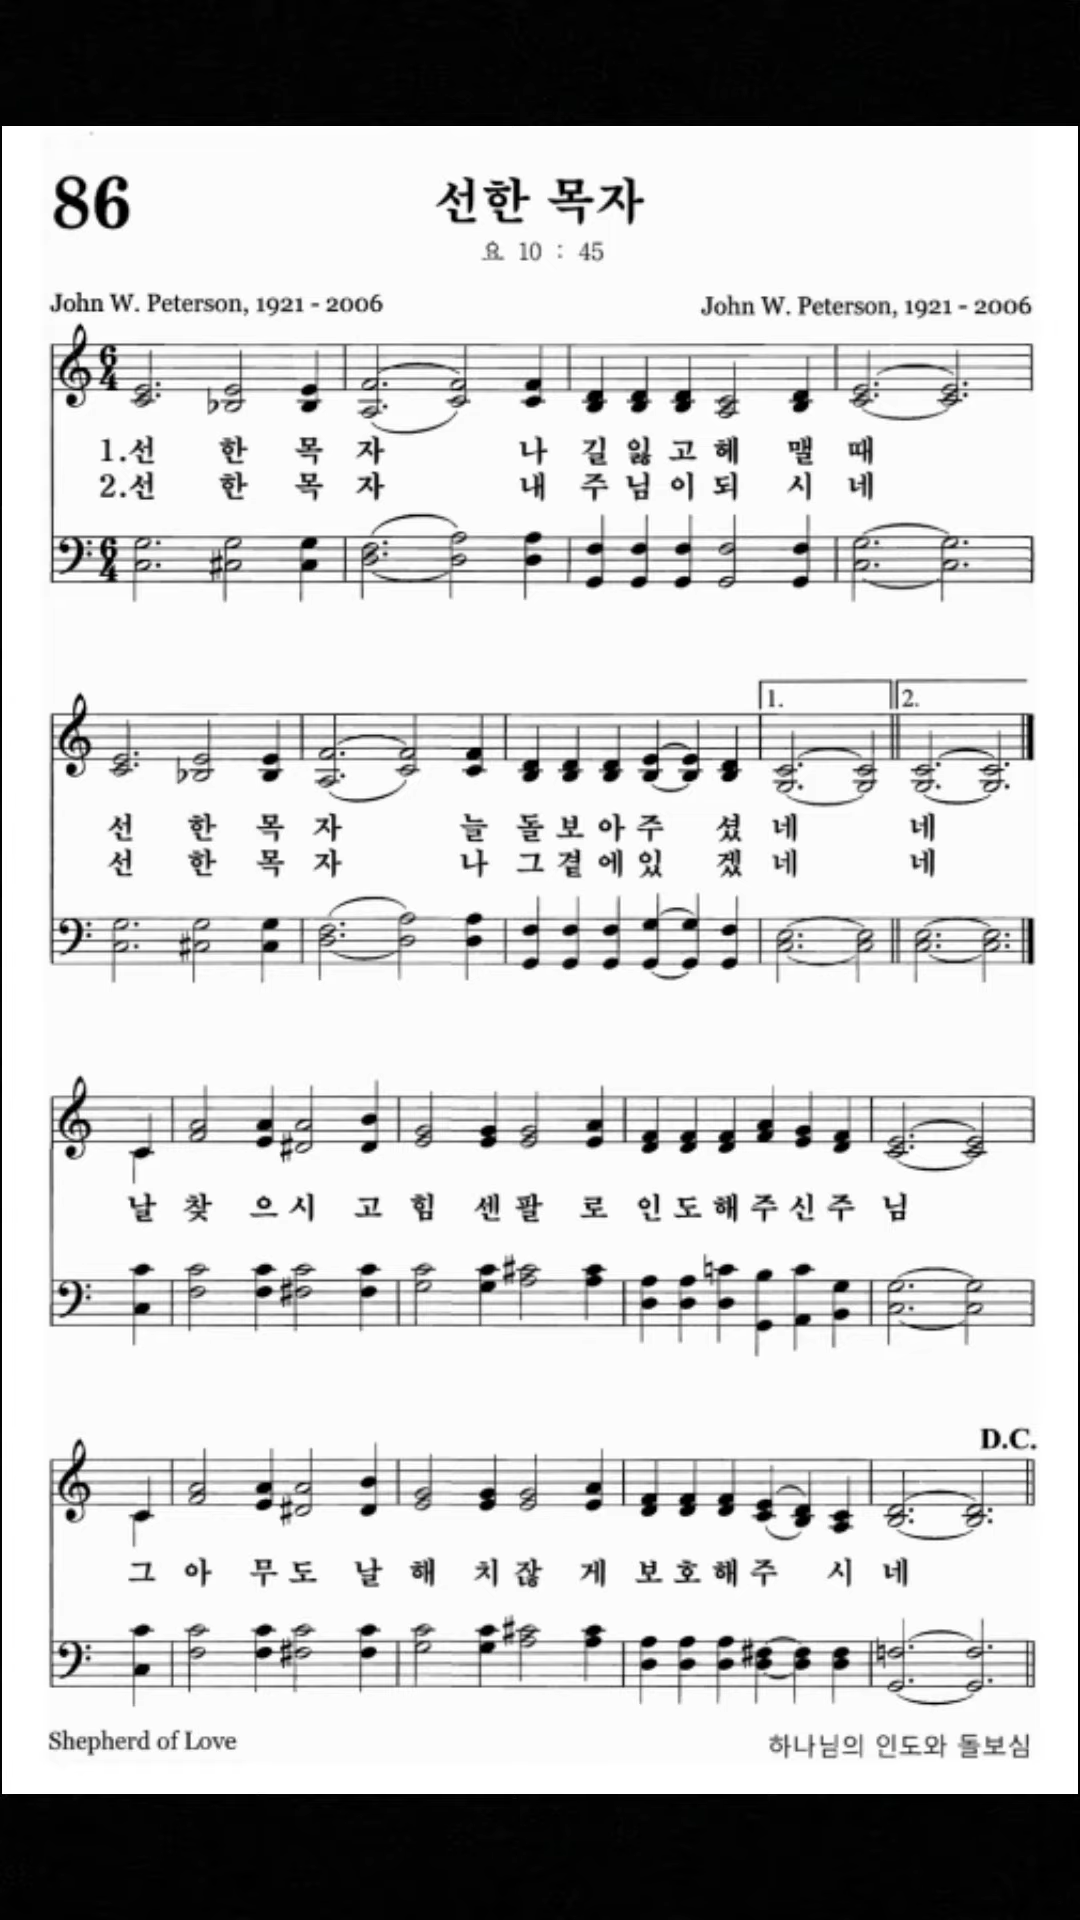 86
선한 목자
요 10 : 45
John W. Peterson, 1921 - 2006
John W. Peterson, 1921 - 2006
1.선 한 목 자 나 길 잃 고 헤 맬 때
2.선 한 목 자 내 주 님 이 되 시 네
1. 2.
선 한 목 자 늘 돌 보 아 주 셨 네 네
선 한 목 자 나 그 곁 에 있 겠 네 네
날 찾 으 시 고 힘 센 팔 로 인 도 해 주 신 주 님
D.C.
그 아 무 도 날 해 치 잖 게 보 호 해 주 시 네
Shepherd of Love
하나님의 인도와 돌보심